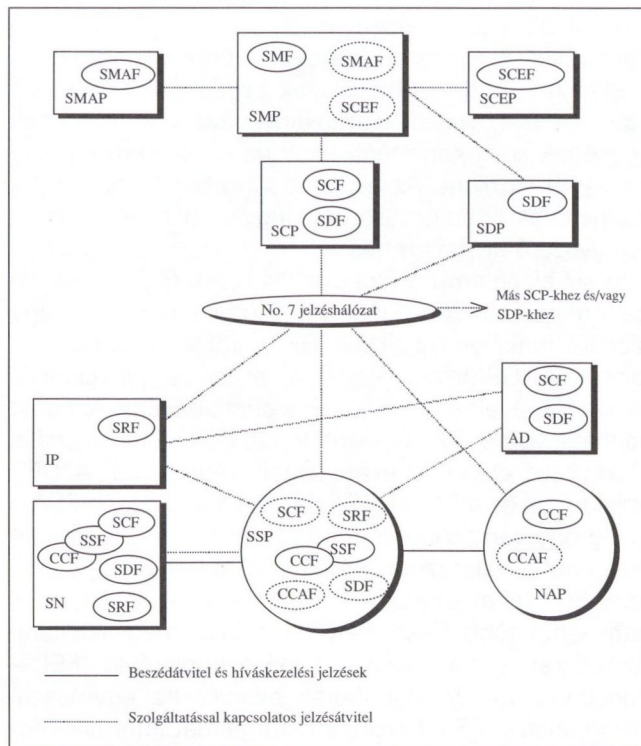 SMAF
SMAP
SMF
SMAF
SCEF
SMP
SCEF
SCEP
SCF
SDF
SCP
SDF
SDP
No. 7 jelzéshálózat
Más SCP-khez és/vagy
SDP-khez
SRF
IP
SCF
SDF
AD
SCF
SSF
CCF
SDF
SN
SRF
SCF
SRF
SSP
SSF
CCF
CCAF
SDF
CCF
CCAF
NAP
Beszédátvitel és híváskezelési jelzések
Szolgáltatással kapcsolatos jelzésátvitel